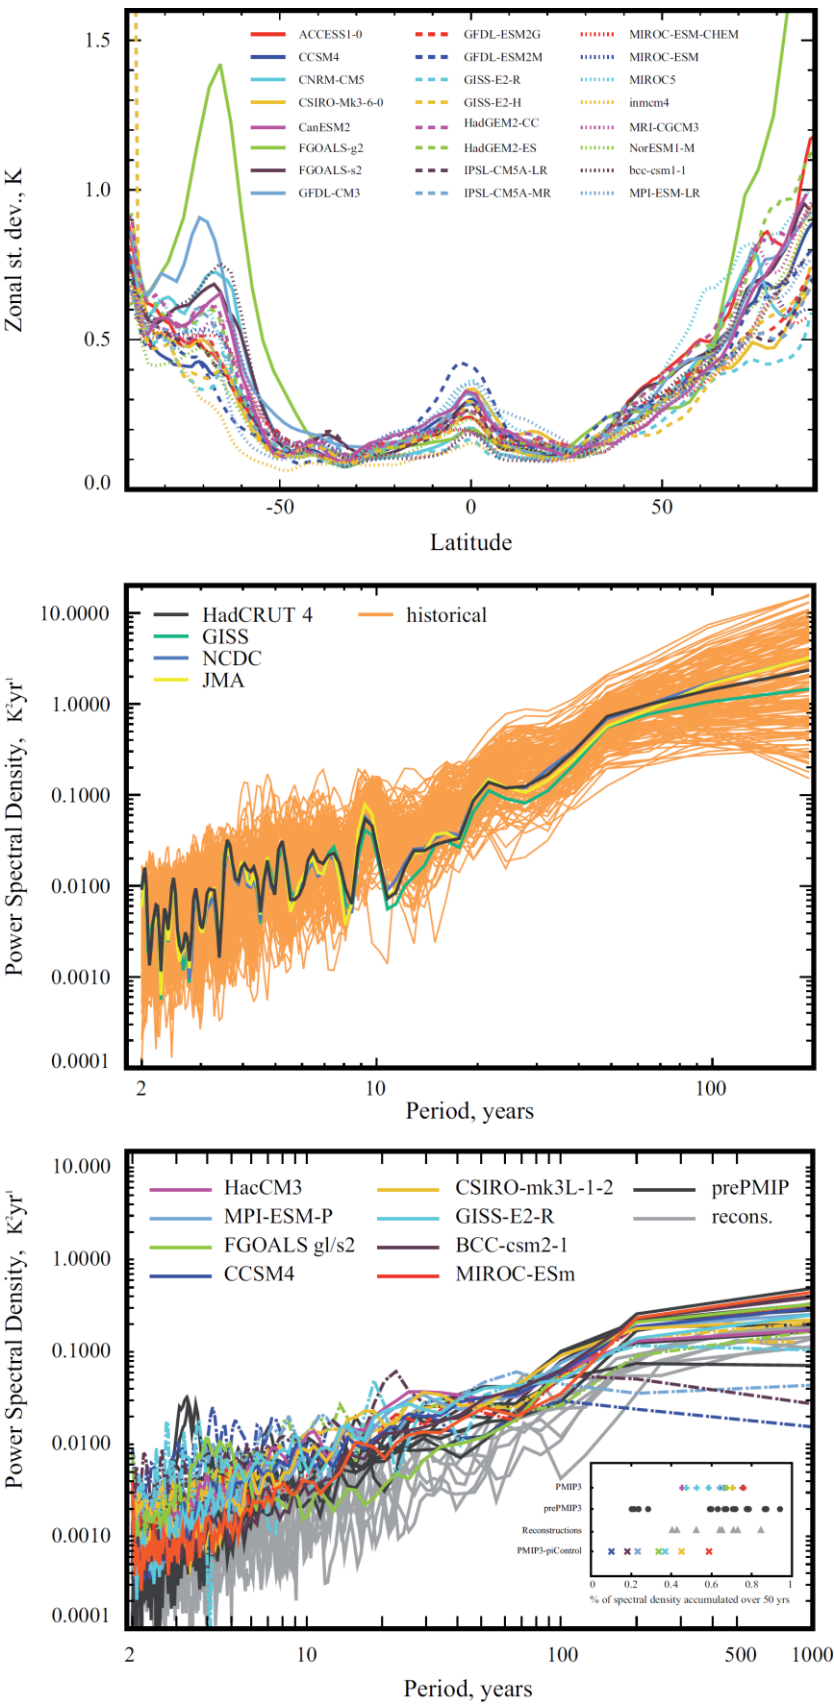 Zonal st. dev., K
1.5
1.0
0.5
0.0
ACCESS1-0
CCSM4
CNRM-CM5
CSIRO-Mk3-6-0
CanESM2
FGOALS-g2
FGOALS-s2
GFDL-CM3
GFDL-ESM2G
GFDL-ESM2M
GISS-E2-R
GISS-E2-H
HadGEM2-CC
HadGEM2-ES
IPSL-CM5A-LR
IPSL-CM5A-MR
MIROC-ESM-CHEM
MIROC-ESM
MIROC5
inmcm4
MRI-CGCM3
NorESM1-M
bcc-csm1-1
MPI-ESM-LR
-50 0 50
Latitude
Power Spectral Density, K²yr¹
10.0000
1.0000
0.1000
0.0100
0.0010
0.0001
HadCRUT 4
GISS
NCDC
JMA
historical
2 10 100
Period, years
Power Spectral Density, K²yr¹
10.000
1.0000
0.1000
0.0100
0.0010
0.0001
HacCM3
MPI-ESM-P
FGOALS gl/s2
CCSM4
CSIRO-mk3L-1-2
GISS-E2-R
BCC-csm2-1
MIROC-ESm
prePMIP
recons.
PMIP3
prePMIP3
Reconstructions
PMIP3-piControl
0 0.2 0.4 0.6 0.8 1
% of spectral density accumulated over 50 yrs
2 10 100 500 1000
Period, years